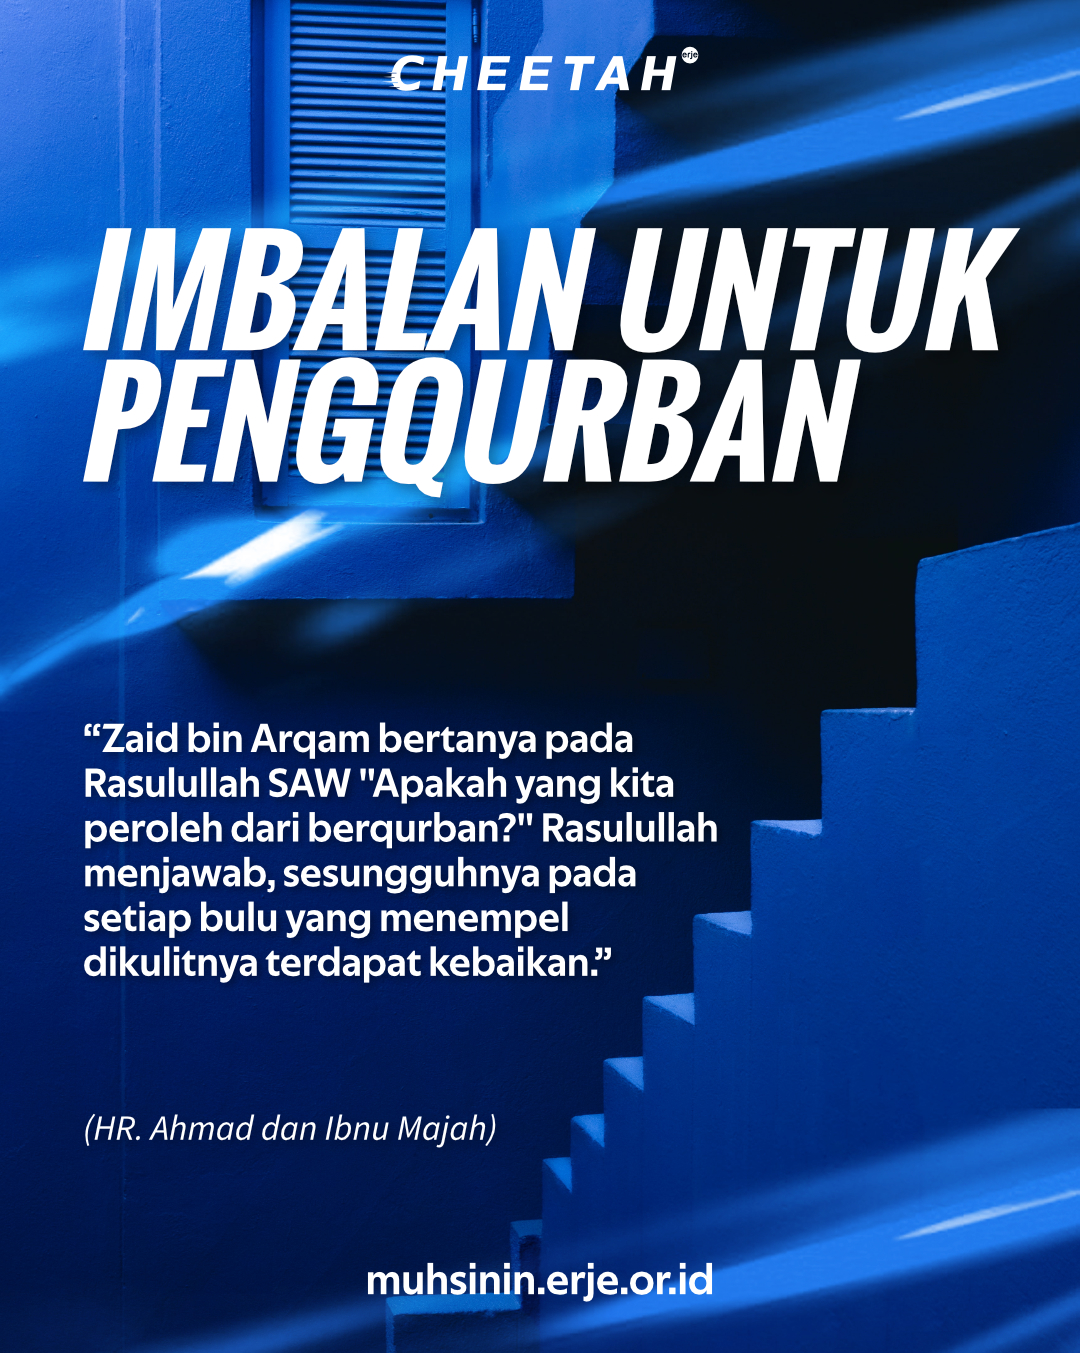 CHEETAH erje
IMBALAN UNTUK
PENGQURBAN
“Zaid bin Arqam bertanya pada
Rasulullah SAW "Apakah yang kita
peroleh dari berqurban?" Rasulullah
menjawab, sesungguhnya pada
setiap bulu yang menempel
dikulitnya terdapat kebaikan.”
(HR. Ahmad dan Ibnu Majah)
muhsinin.erje.or.id